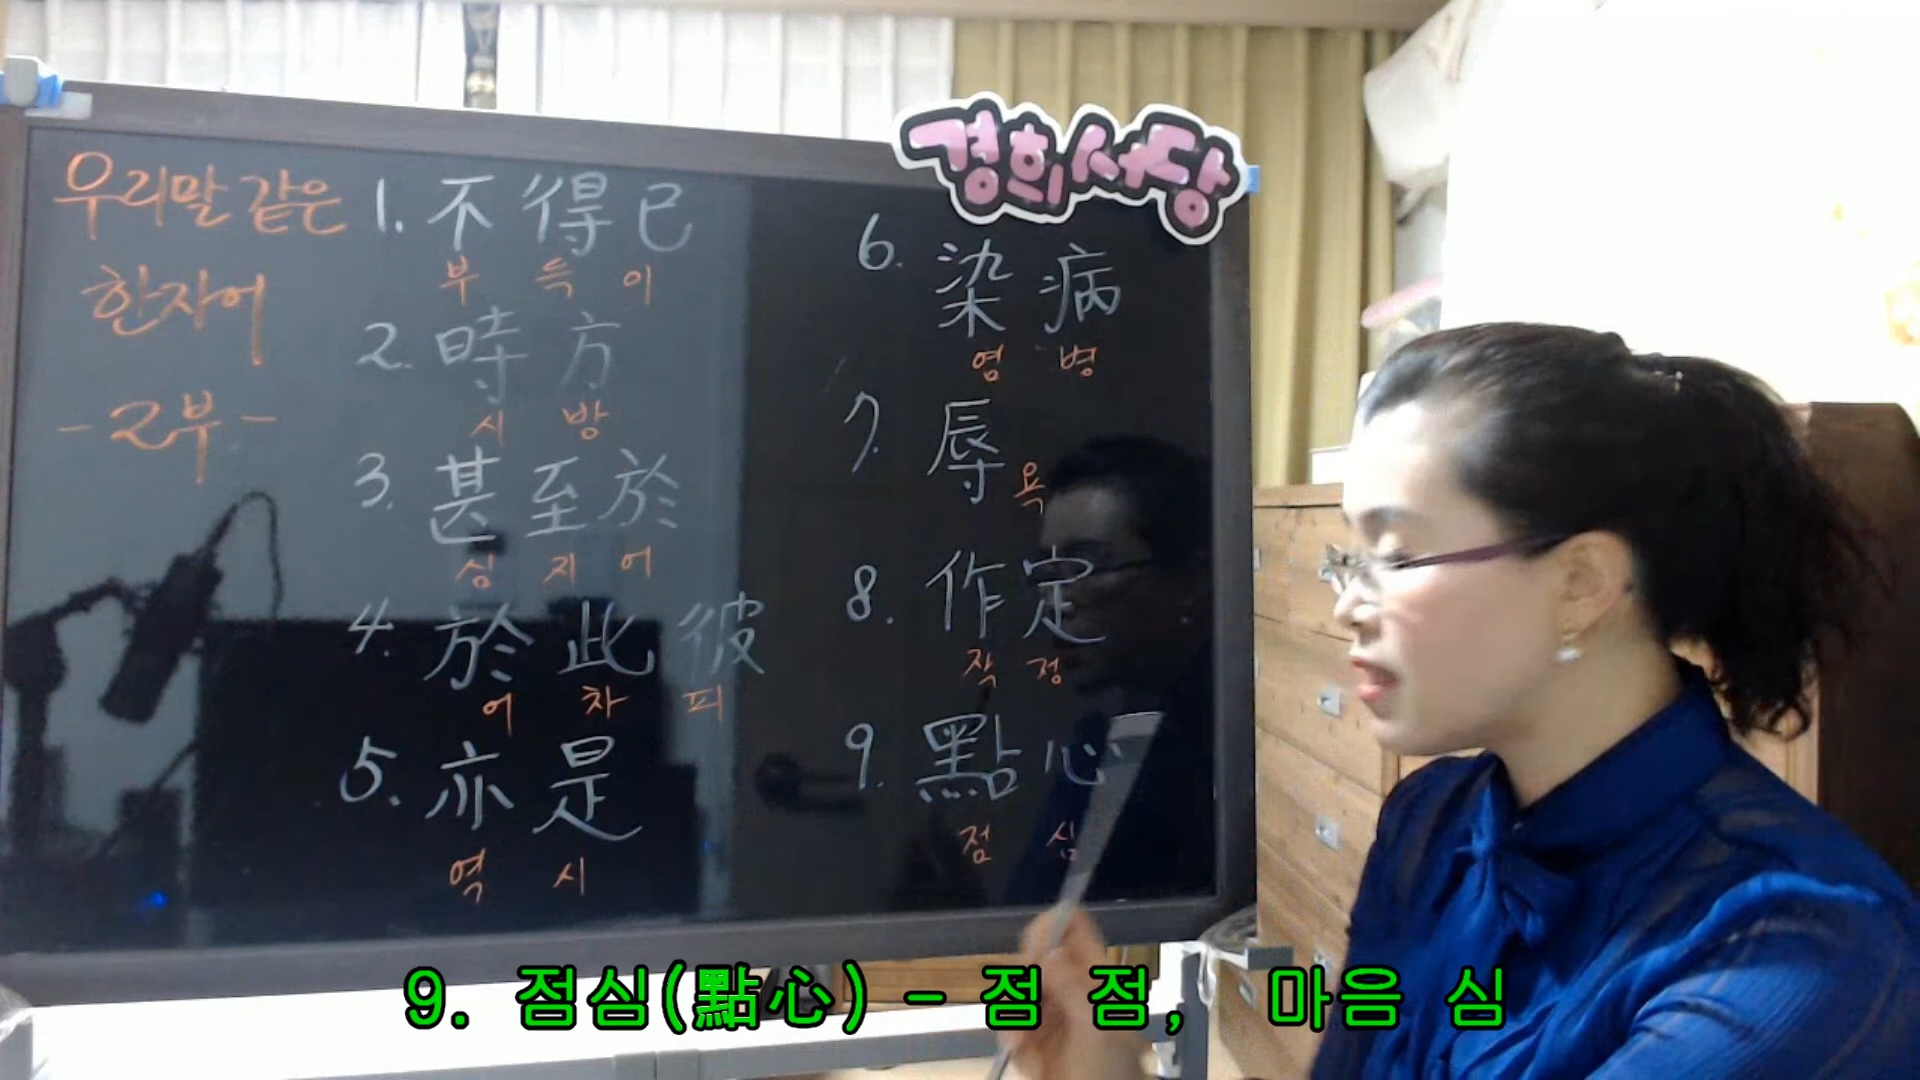 경희서당
우리말 같은
한자어
-2부-
1. 不得已
부 득 이
2. 時方
시 방
3. 甚至於
심 지 어
4. 於此彼
어 차 피
5. 亦是
역 시
6. 染病
염 병
7. 辱
욕
8. 作定
작 정
9. 點心
점 심
9. 점심(點心) - 점 점, 마음 심